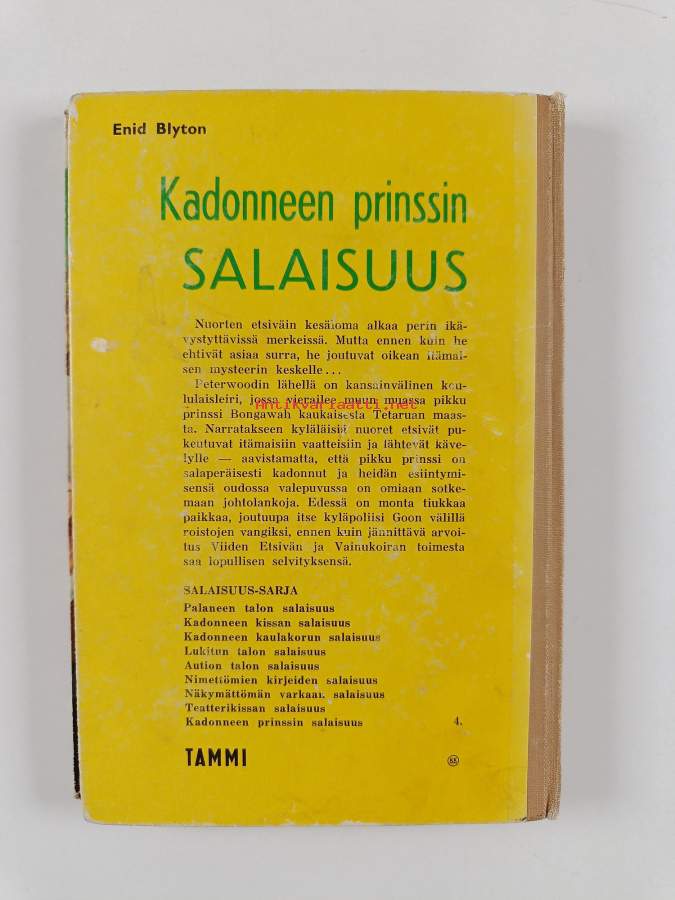 Enid Blyton
Kadonneen prinssin
SALAISUUS
Nuorten etsiväin kesäloma alkaa perin ikä-
vystyttävissä merkeissä. Mutta ennen kuin he
ehtivät asiaa surra, he joutuvat oikean itämai-
sen mysteerin keskelle...
Peterwoodin lähellä on kansainvälinen kou-
lulaisleiri, jossa vierailee muun muassa pikku
Antikvariaatti.net
prinssi Bongawah kaukaisesta Tetaruan maas-
ta. Narratakseen kyläläisiä nuoret etsivät pu-
keutuvat itämaisiin vaatteisiin ja lähtevät käve-
lylle — aavistamatta, että pikku prinssi on
salaperäisesti kadonnut ja heidän esiintymi-
sensä oudossa valepuvussa on omiaan sotke-
maan johtolankoja. Edessä on monta tiukkaa
paikkaa, joutuupa itse kyläpoliisi Goon välillä
roistojen vangiksi, ennen kuin jännittävä arvoi-
tus Viiden Etsivän ja Vainukoiran toimesta
saa lopullisen selvityksensä.
SALAISUUS-SARJA
Palaneen talon salaisuus
Kadonneen kissan salaisuus
Kadonneen kaulakorun salaisuus
Lukitun talon salaisuus
Aution talon salaisuus
Nimettömien kirjeiden salaisuus
Näkymättömän varkaan salaisuus
Teatterikissan salaisuus
Kadonneen prinssin salaisuus 4.
TAMMI